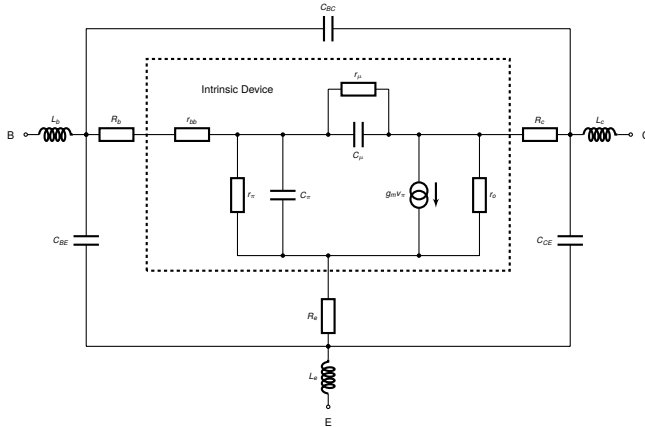 C_BC
r_μ
Intrinsic Device
L_b
R_b
r_bb
R_c
L_c
B
C
C_μ
r_π
C_π
g_m v_π
r_o
C_BE
C_CE
R_e
L_e
E